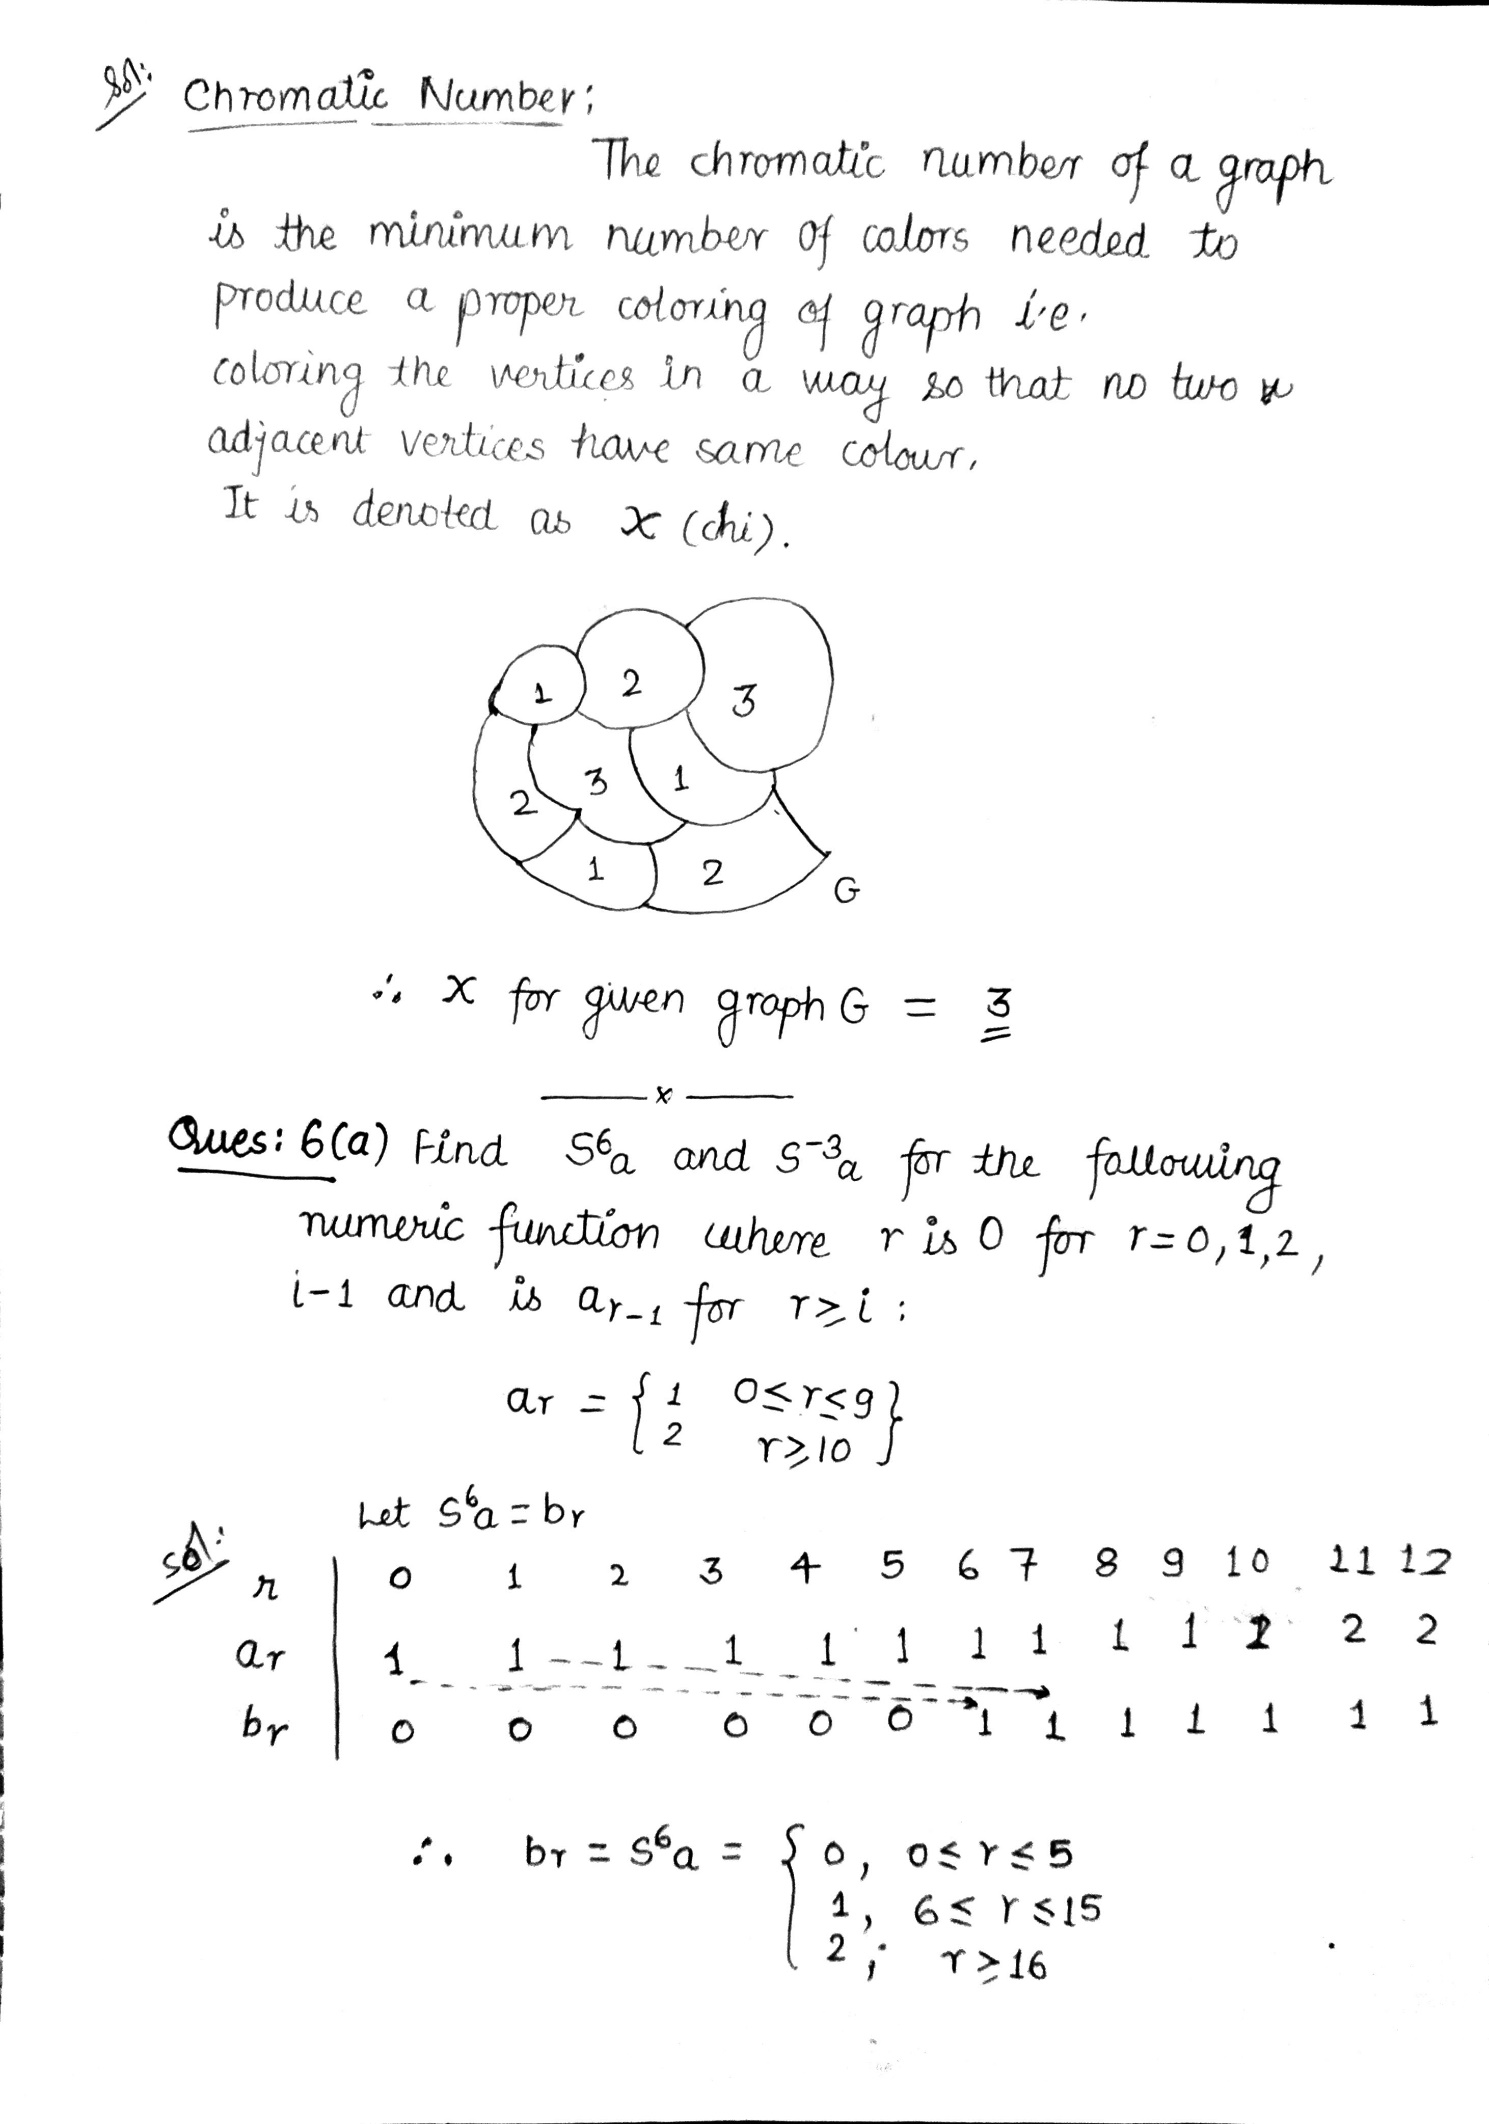 Sol:
Chromatic Number:
The chromatic number of a graph
is the minimum number of colors needed to
produce a proper coloring of graph i.e.
coloring the vertices in a way so that no two
adjacent vertices have same colour.
It is denoted as χ (chi).
1 2 3
2 3 1
1 2 G
∴ χ for given graph G = 3
x
Ques: 6(a) Find S⁶a and S⁻³a for the following
numeric function where r is 0 for r=0,1,2,
i-1 and is aᵣ₋₁ for r≥i :
ar = { 1 0≤r≤9 }
2 r≥10
Let S⁶a = br
Sol:
r 0 1 2 3 4 5 6 7 8 9 10 11 12
ar 1 1 1 1 1 1 1 1 1 1 2 2 2
br 0 0 0 0 0 0 1 1 1 1 1 1 1
∴ br = S⁶a = { 0, 0≤r≤5
1, 6≤r≤15
2; r≥16